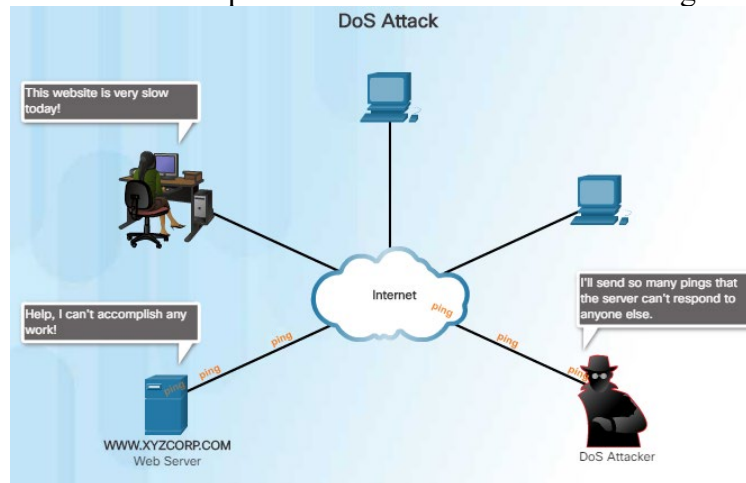 DoS Attack
This website is very slow
today!
Internet
I'll send so many pings that
the server can't respond to
anyone else.
Help, I can't accomplish any
work!
ping
ping
ping
ping
ping
ping
WWW.XYZCORP.COM
Web Server
DoS Attacker